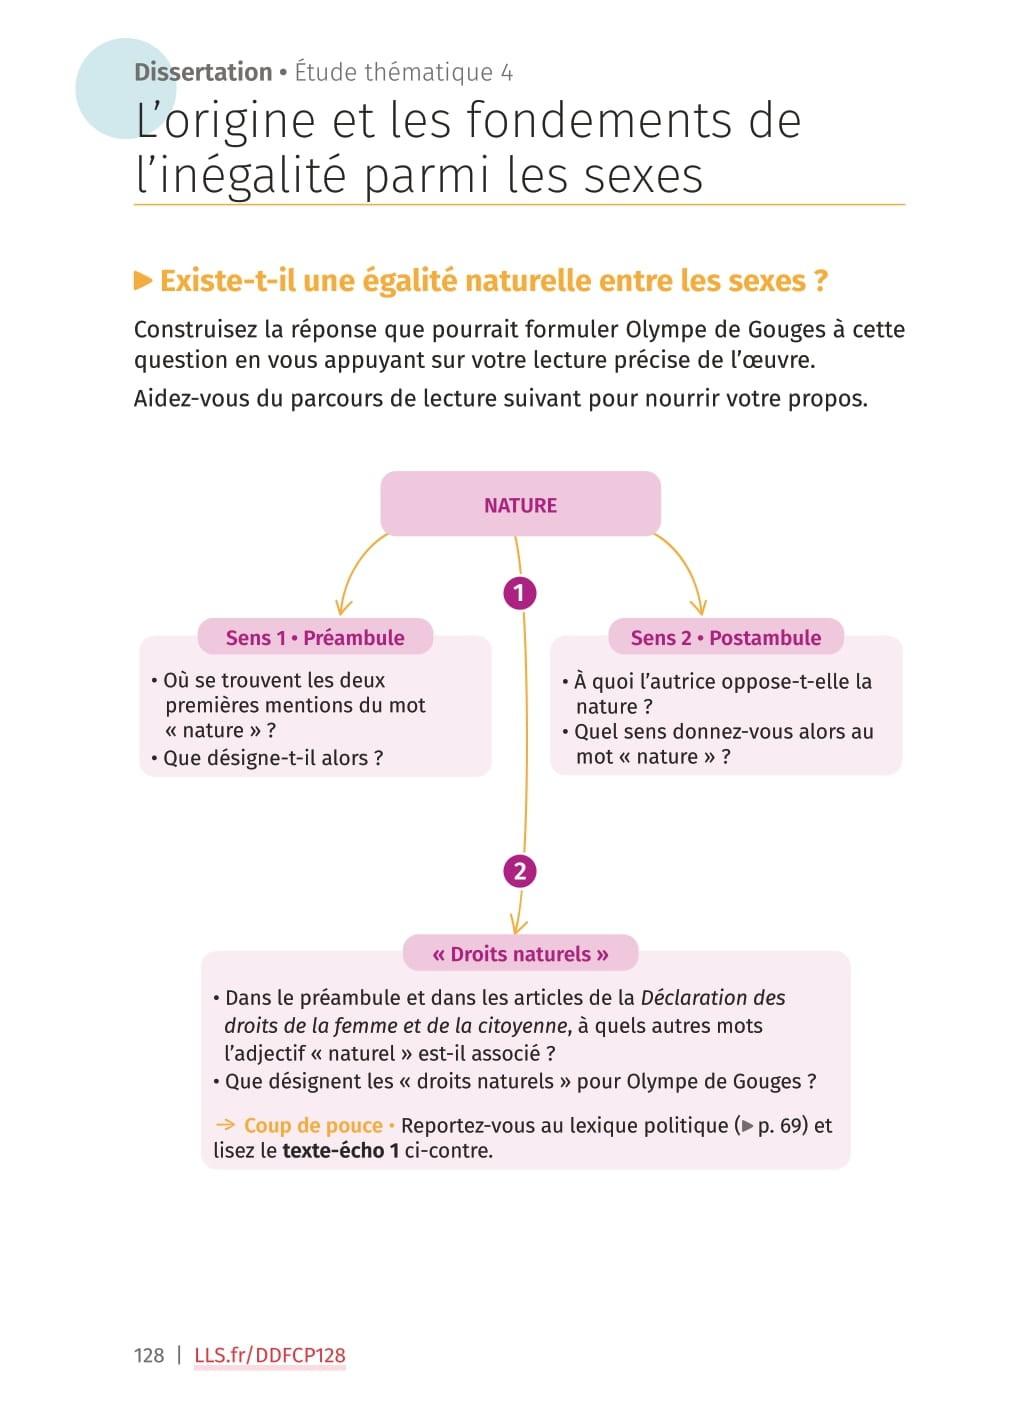 Dissertation • Étude thématique 4
L’origine et les fondements de
l’inégalité parmi les sexes
Existe-t-il une égalité naturelle entre les sexes ?
Construisez la réponse que pourrait formuler Olympe de Gouges à cette
question en vous appuyant sur votre lecture précise de l’œuvre.
Aidez-vous du parcours de lecture suivant pour nourrir votre propos.
NATURE
1
Sens 1 • Préambule
• Où se trouvent les deux
premières mentions du mot
« nature » ?
• Que désigne-t-il alors ?
Sens 2 • Postambule
• À quoi l’autrice oppose-t-elle la
nature ?
• Quel sens donnez-vous alors au
mot « nature » ?
2
« Droits naturels »
• Dans le préambule et dans les articles de la Déclaration des
droits de la femme et de la citoyenne, à quels autres mots
l’adjectif « naturel » est-il associé ?
• Que désignent les « droits naturels » pour Olympe de Gouges ?
→ Coup de pouce • Reportez-vous au lexique politique (▶ p. 69) et
lisez le texte-écho 1 ci-contre.
128 | LLS.fr/DDFCP128